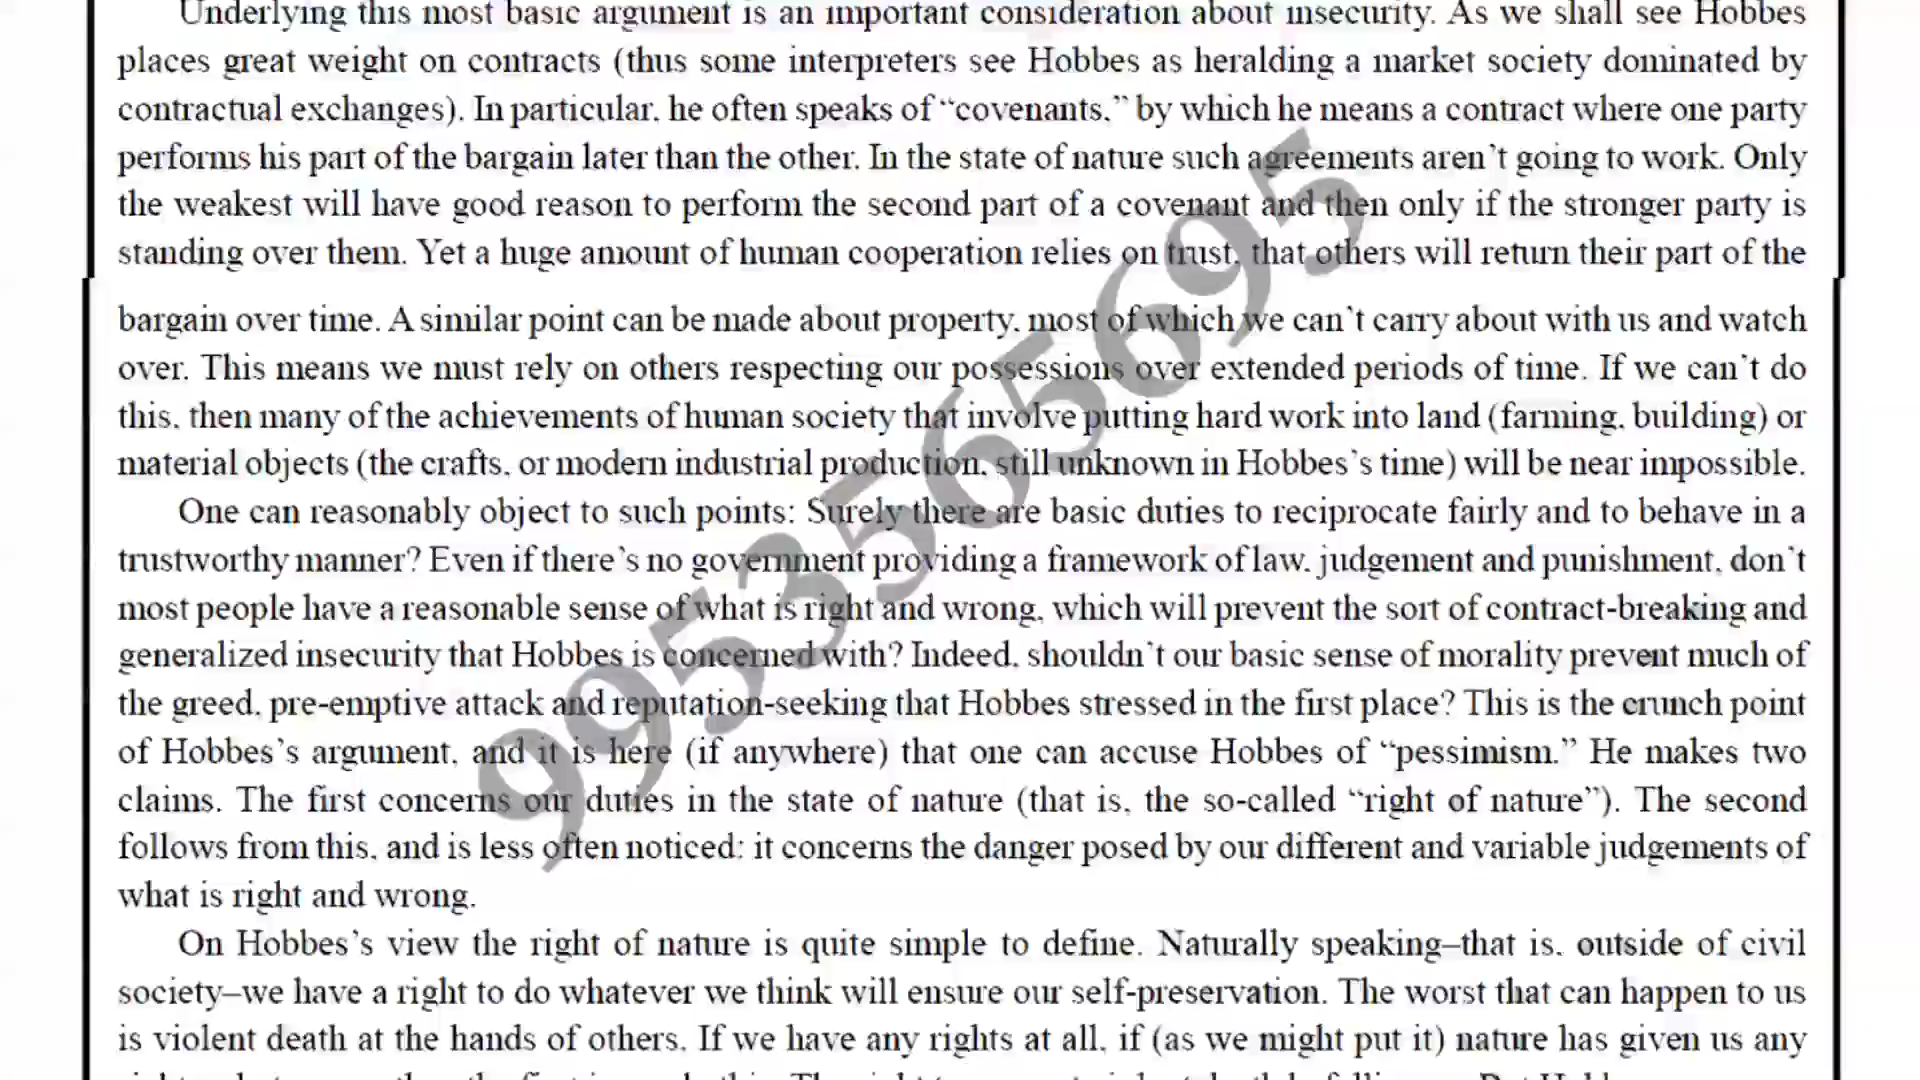 Underlying this most basic argument is an important consideration about insecurity. As we shall see Hobbes
places great weight on contracts (thus some interpreters see Hobbes as heralding a market society dominated by
contractual exchanges). In particular, he often speaks of “covenants,” by which he means a contract where one party
performs his part of the bargain later than the other. In the state of nature such agreements aren’t going to work. Only
the weakest will have good reason to perform the second part of a covenant and then only if the stronger party is
standing over them. Yet a huge amount of human cooperation relies on trust, that others will return their part of the
bargain over time. A similar point can be made about property, most of which we can’t carry about with us and watch
over. This means we must rely on others respecting our possessions over extended periods of time. If we can’t do
this, then many of the achievements of human society that involve putting hard work into land (farming, building) or
material objects (the crafts, or modern industrial production, still unknown in Hobbes’s time) will be near impossible.
One can reasonably object to such points: Surely there are basic duties to reciprocate fairly and to behave in a
trustworthy manner? Even if there’s no government providing a framework of law, judgement and punishment, don’t
most people have a reasonable sense of what is right and wrong, which will prevent the sort of contract-breaking and
generalized insecurity that Hobbes is concerned with? Indeed, shouldn’t our basic sense of morality prevent much of
the greed, pre-emptive attack and reputation-seeking that Hobbes stressed in the first place? This is the crunch point
of Hobbes’s argument, and it is here (if anywhere) that one can accuse Hobbes of “pessimism.” He makes two
claims. The first concerns our duties in the state of nature (that is, the so-called “right of nature”). The second
follows from this, and is less often noticed: it concerns the danger posed by our different and variable judgements of
what is right and wrong.
On Hobbes’s view the right of nature is quite simple to define. Naturally speaking–that is, outside of civil
society–we have a right to do whatever we think will ensure our self-preservation. The worst that can happen to us
is violent death at the hands of others. If we have any rights at all, if (as we might put it) nature has given us any
9953565695